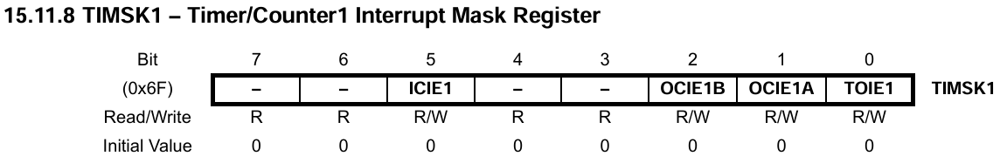 15.11.8 TIMSK1 – Timer/Counter1 Interrupt Mask Register
Bit 7 6 5 4 3 2 1 0
(0x6F) – – ICIE1 – – OCIE1B OCIE1A TOIE1 TIMSK1
Read/Write R R R/W R R R/W R/W R/W
Initial Value 0 0 0 0 0 0 0 0